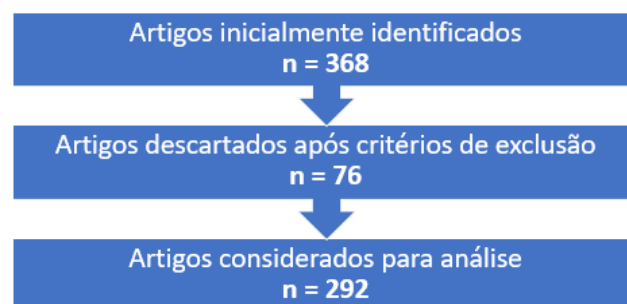 Artigos inicialmente identificados
n = 368
Artigos descartados após critérios de exclusão
n = 76
Artigos considerados para análise
n = 292